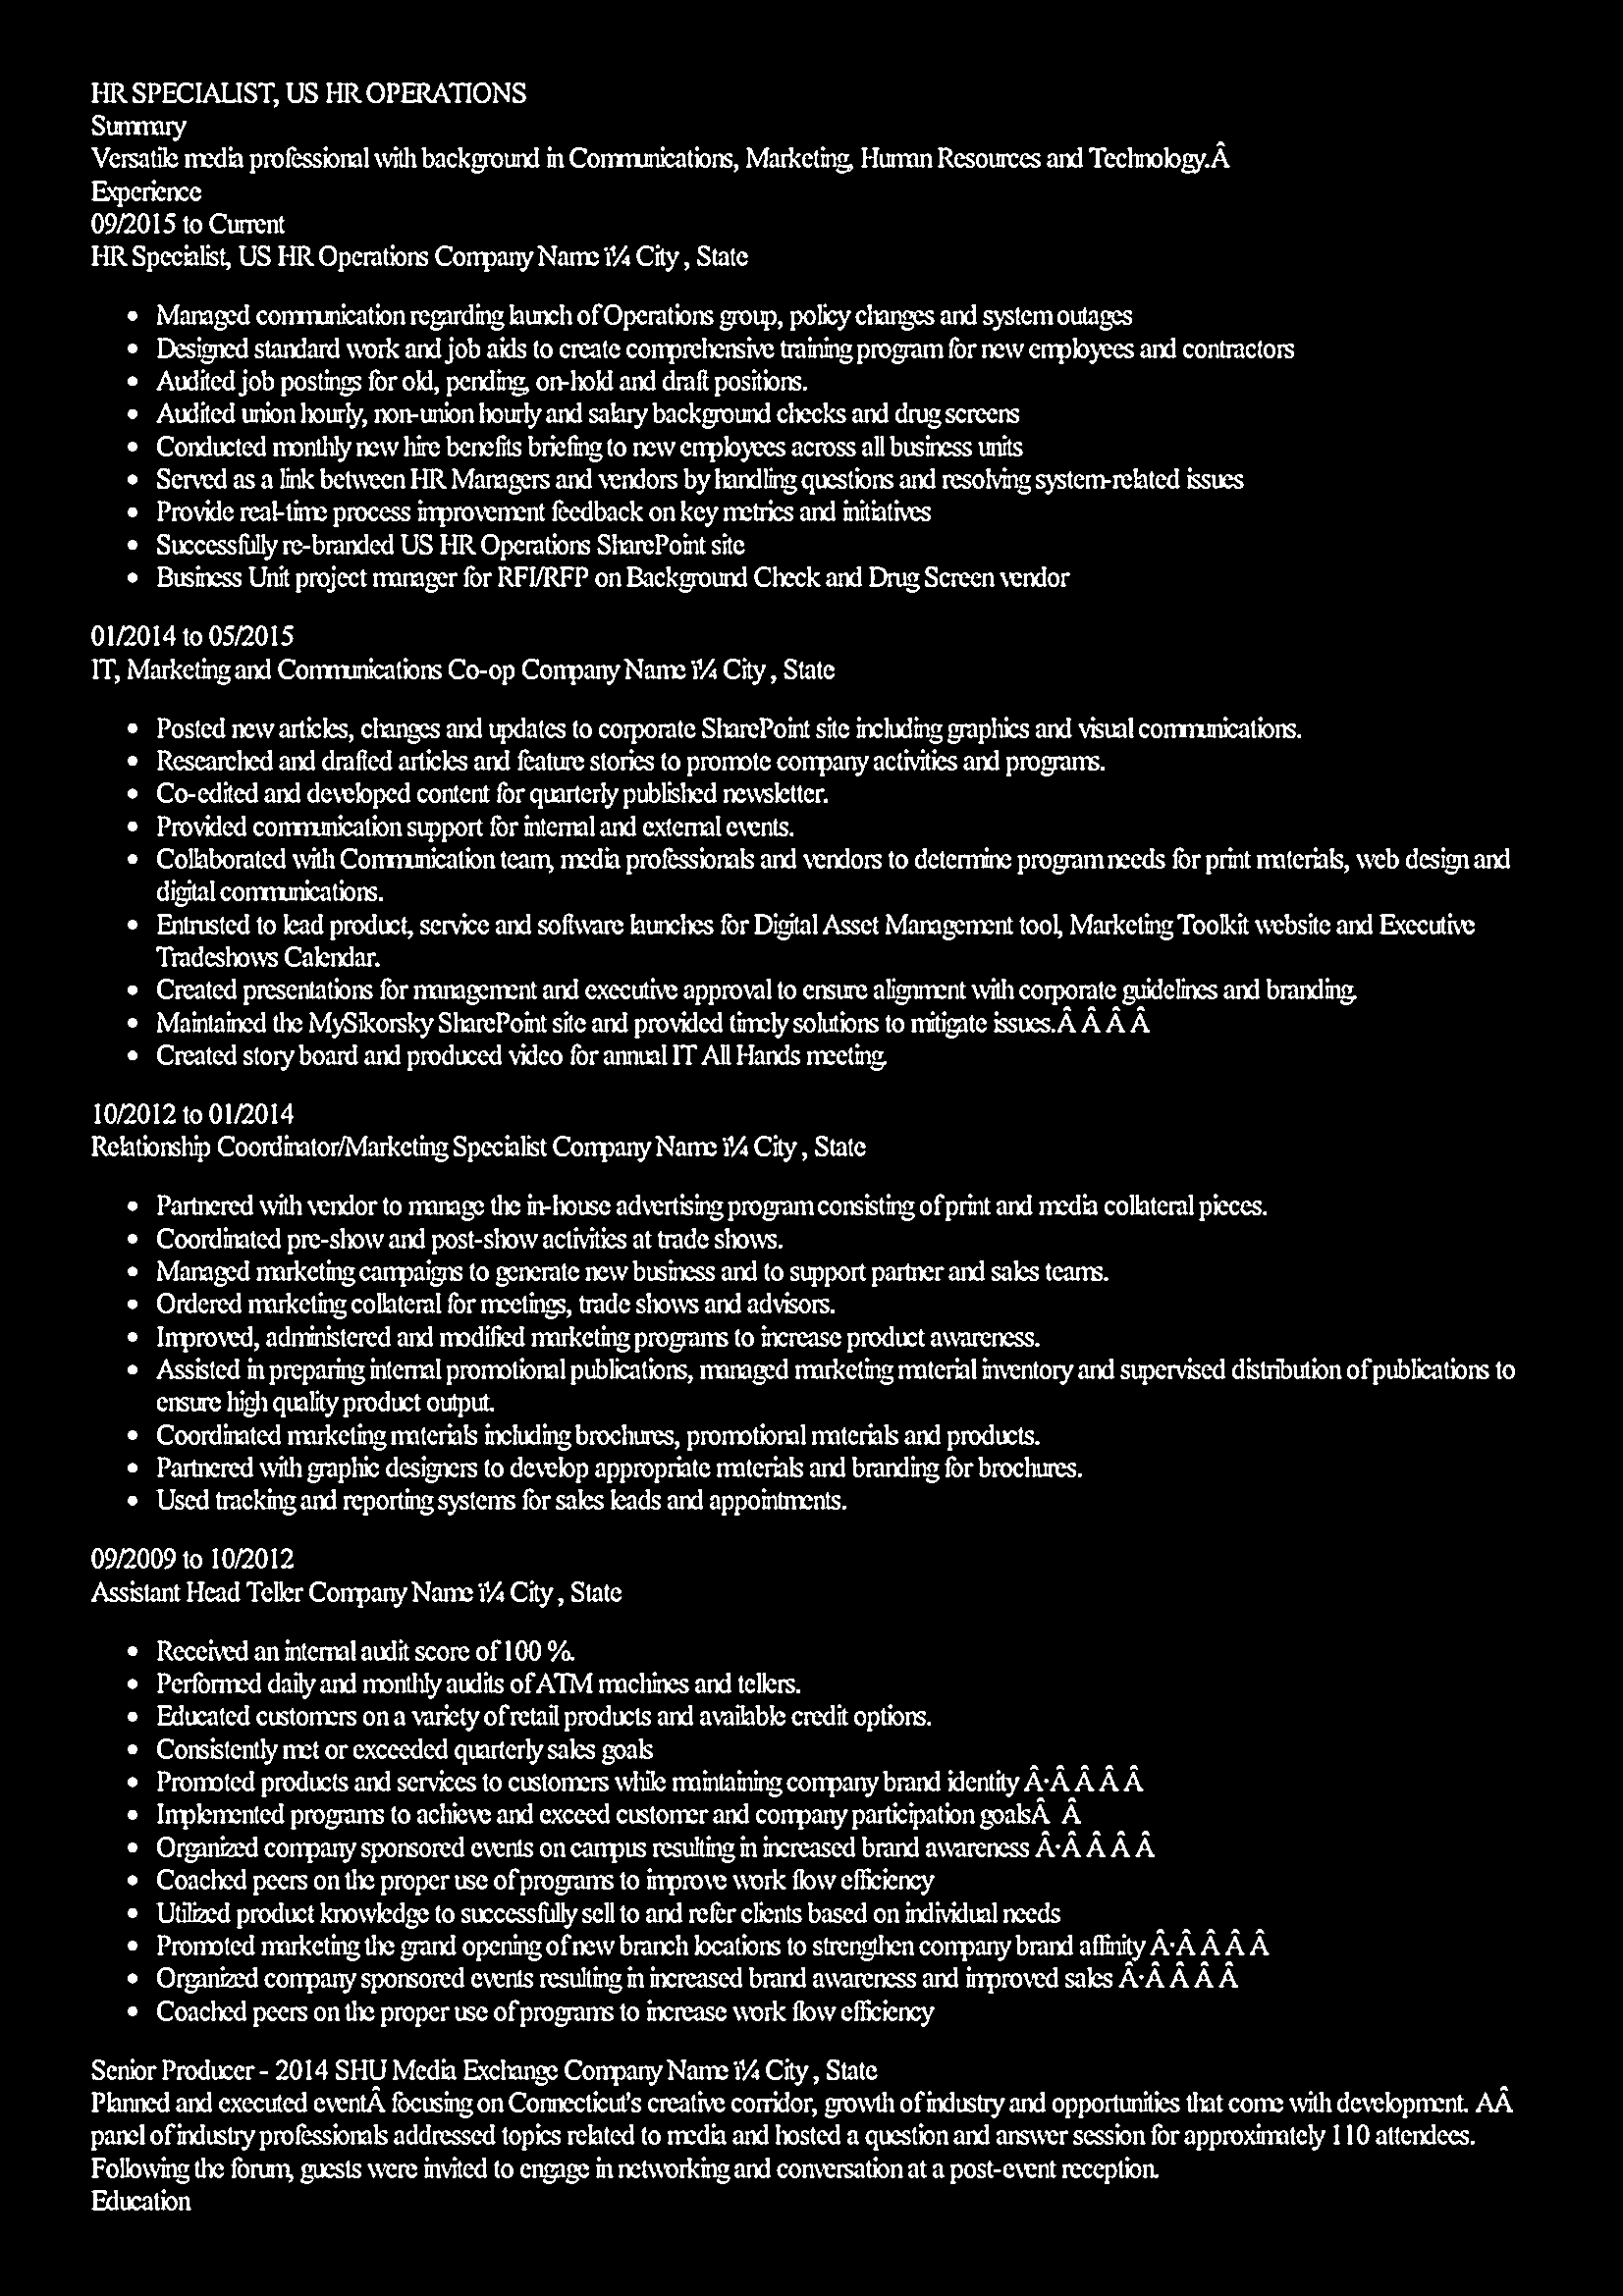 HR SPECIALIST, US HR OPERATIONS
Summary
Versatile media professional with background in Communications, Marketing, Human Resources and Technology.Â
Experience
09/2015 to Current
HR Specialist, US HR Operations Company Name ï¼ City , State
• Managed communication regarding launch of Operations group, policy changes and system outages
• Designed standard work and job aids to create comprehensive training program for new employees and contractors
• Audited job postings for old, pending, on-hold and draft positions.
• Audited union hourly, non-union hourly and salary background checks and drug screens
• Conducted monthly new hire benefits briefing to new employees across all business units
• Served as a link between HR Managers and vendors by handling questions and resolving system-related issues
• Provide real-time process improvement feedback on key metrics and initiatives
• Successfully re-branded US HR Operations SharePoint site
• Business Unit project manager for RFI/RFP on Background Check and Drug Screen vendor
01/2014 to 05/2015
IT, Marketing and Communications Co-op Company Name ï¼ City , State
• Posted new articles, changes and updates to corporate SharePoint site including graphics and visual communications.
• Researched and drafted articles and feature stories to promote company activities and programs.
• Co-edited and developed content for quarterly published newsletter.
• Provided communication support for internal and external events.
• Collaborated with Communication team, media professionals and vendors to determine program needs for print materials, web design and
digital communications.
• Entrusted to lead product, service and software launches for Digital Asset Management tool, Marketing Toolkit website and Executive
Tradeshows Calendar.
• Created presentations for management and executive approval to ensure alignment with corporate guidelines and branding.
• Maintained the MySikorsky SharePoint site and provided timely solutions to mitigate issues.Â Â Â Â
• Created story board and produced video for annual IT All Hands meeting.
10/2012 to 01/2014
Relationship Coordinator/Marketing Specialist Company Name ï¼ City , State
• Partnered with vendor to manage the in-house advertising program consisting of print and media collateral pieces.
• Coordinated pre-show and post-show activities at trade shows.
• Managed marketing campaigns to generate new business and to support partner and sales teams.
• Ordered marketing collateral for meetings, trade shows and advisors.
• Improved, administered and modified marketing programs to increase product awareness.
• Assisted in preparing internal promotional publications, managed marketing material inventory and supervised distribution of publications to
ensure high quality product output.
• Coordinated marketing materials including brochures, promotional materials and products.
• Partnered with graphic designers to develop appropriate materials and branding for brochures.
• Used tracking and reporting systems for sales leads and appointments.
09/2009 to 10/2012
Assistant Head Teller Company Name ï¼ City , State
• Received an internal audit score of 100 %.
• Performed daily and monthly audits of ATM machines and tellers.
• Educated customers on a variety of retail products and available credit options.
• Consistently met or exceeded quarterly sales goals
• Promoted products and services to customers while maintaining company brand identity Â·Â Â Â Â
• Implemented programs to achieve and exceed customer and company participation goalsÂ  Â
• Organized company sponsored events on campus resulting in increased brand awareness Â·Â Â Â Â
• Coached peers on the proper use of programs to improve work flow efficiency
• Utilized product knowledge to successfully sell to and refer clients based on individual needs
• Promoted marketing the grand opening of new branch locations to strengthen company brand affinity Â·Â Â Â Â
• Organized company sponsored events resulting in increased brand awareness and improved sales Â·Â Â Â Â
• Coached peers on the proper use of programs to increase work flow efficiency
Senior Producer - 2014 SHU Media Exchange Company Name ï¼ City , State
Planned and executed eventÂ focusing on Connecticut's creative corridor, growth of industry and opportunities that come with development. AÂ
panel of industry professionals addressed topics related to media and hosted a question and answer session for approximately 110 attendees.
Following the forum, guests were invited to engage in networking and conversation at a post-event reception.
Education